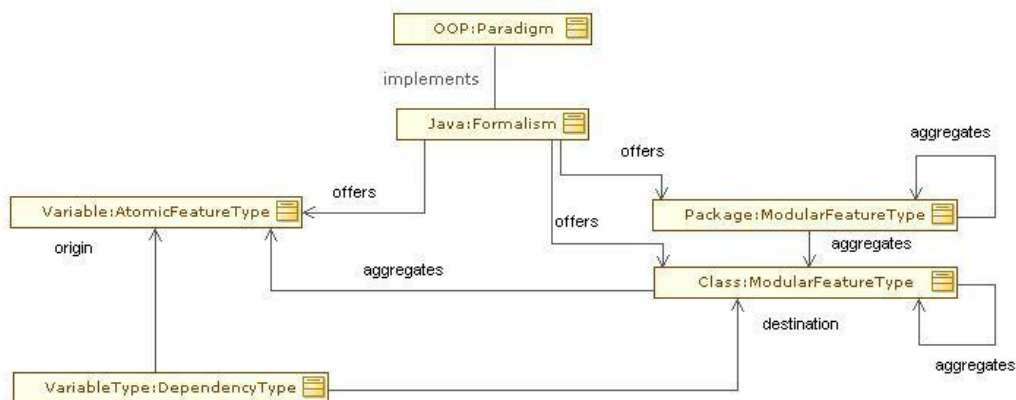 OOP:Paradigm
implements
Java:Formalism
aggregates
offers
offers
Variable:AtomicFeatureType
Package:ModularFeatureType
offers
origin
aggregates
aggregates
Class:ModularFeatureType
destination
aggregates
VariableType:DependencyType